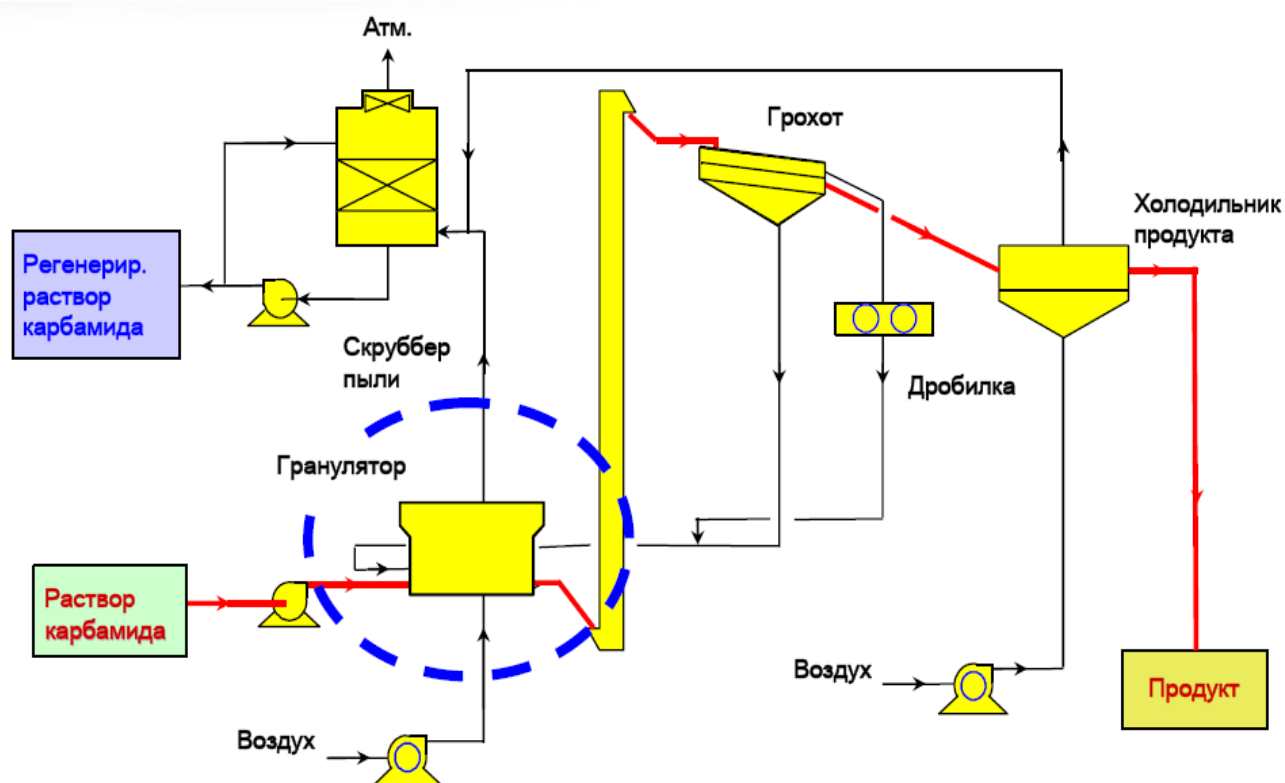 Атм.
Грохот
Холодильник
продукта
Регенерир.
раствор
карбамида
Скруббер
пыли
Дробилка
Гранулятор
Раствор
карбамида
Воздух
Продукт
Воздух